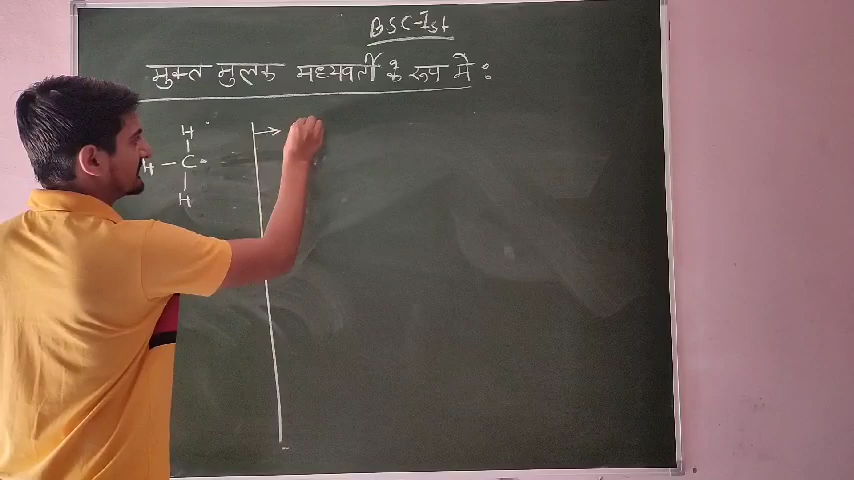 BSC-Ist
मुक्त मुलक मध्यवर्ती के रूप में :
H
H - C •
H